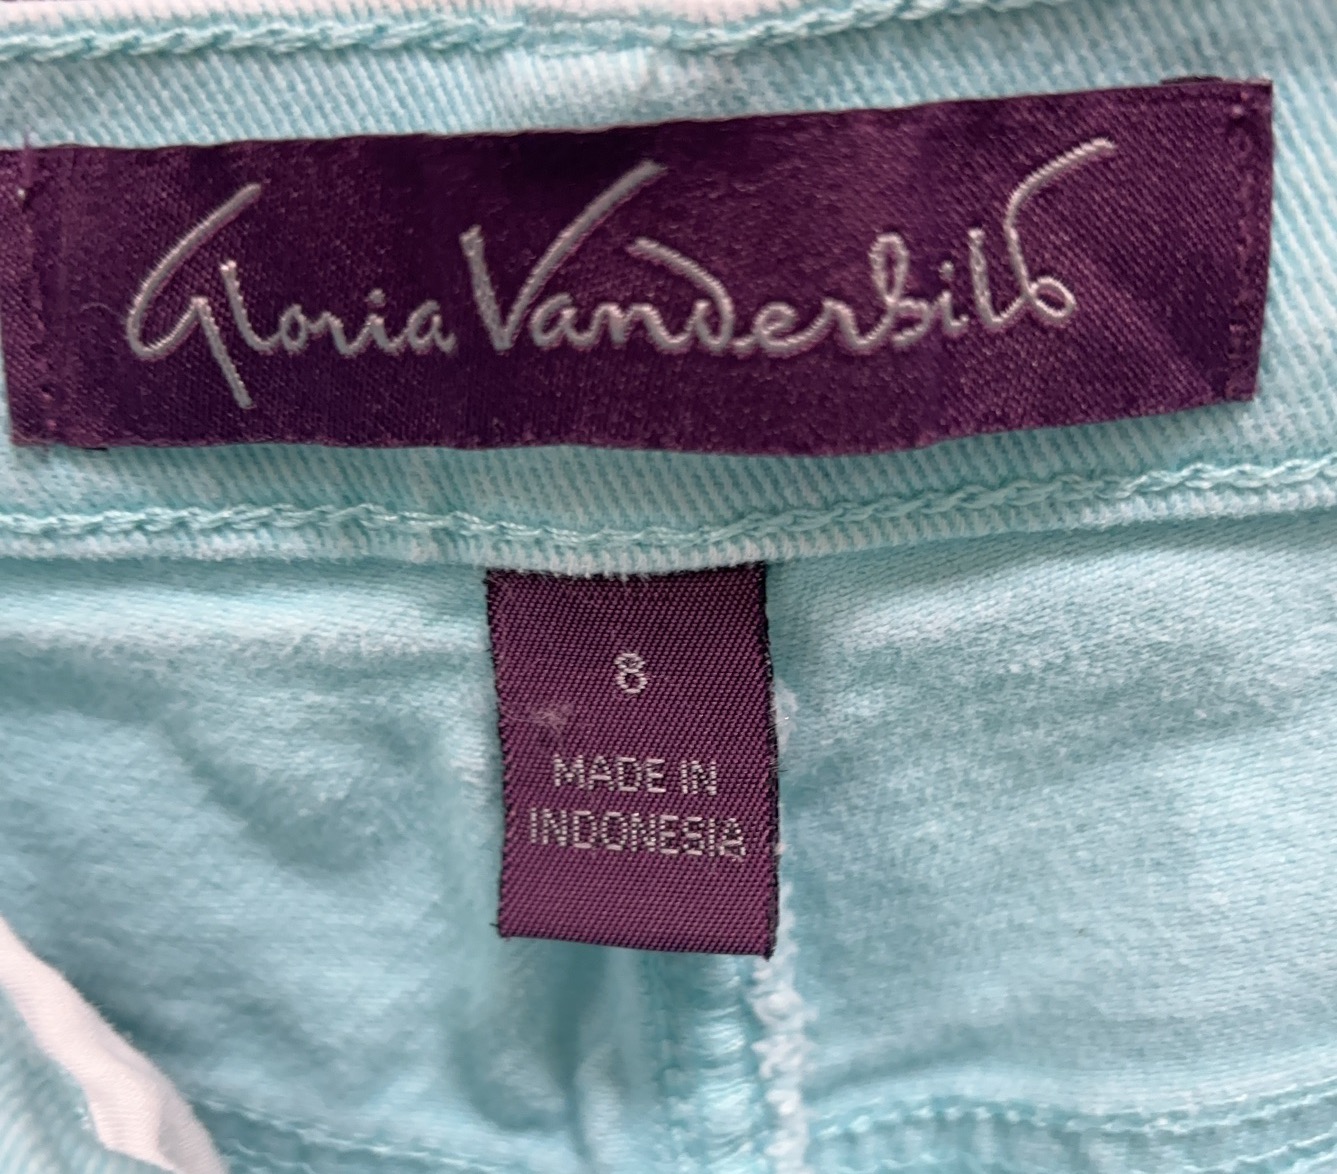 Gloria Vanderbilt
8
MADE IN
INDONESIA